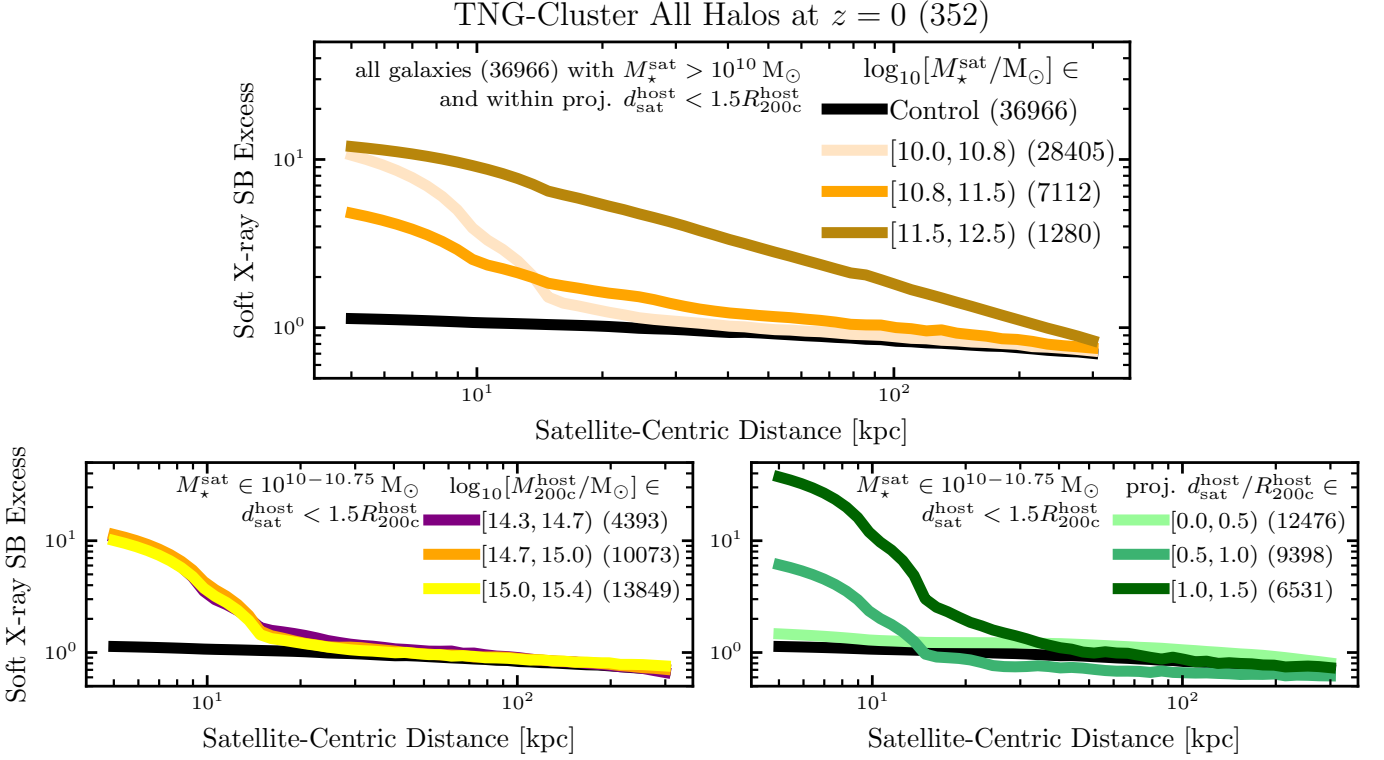 TNG-Cluster All Halos at z = 0 (352)
all galaxies (36966) with M⋆^sat > 10^10 M⊙
and within proj. d_sat^host < 1.5R_200c^host
log10[M⋆^sat/M⊙] ∈
Control (36966)
[10.0, 10.8) (28405)
[10.8, 11.5) (7112)
[11.5, 12.5) (1280)
Soft X-ray SB Excess
10^1
10^0
10^1
10^2
Satellite-Centric Distance [kpc]
M⋆^sat ∈ 10^10−10.75 M⊙
d_sat^host < 1.5R_200c^host
log10[M_200c^host/M⊙] ∈
[14.3, 14.7) (4393)
[14.7, 15.0) (10073)
[15.0, 15.4) (13849)
Soft X-ray SB Excess
10^1
10^0
10^1
10^2
Satellite-Centric Distance [kpc]
M⋆^sat ∈ 10^10−10.75 M⊙
d_sat^host < 1.5R_200c^host
proj. d_sat^host/R_200c^host ∈
[0.0, 0.5) (12476)
[0.5, 1.0) (9398)
[1.0, 1.5) (6531)
10^1
10^0
10^1
10^2
Satellite-Centric Distance [kpc]